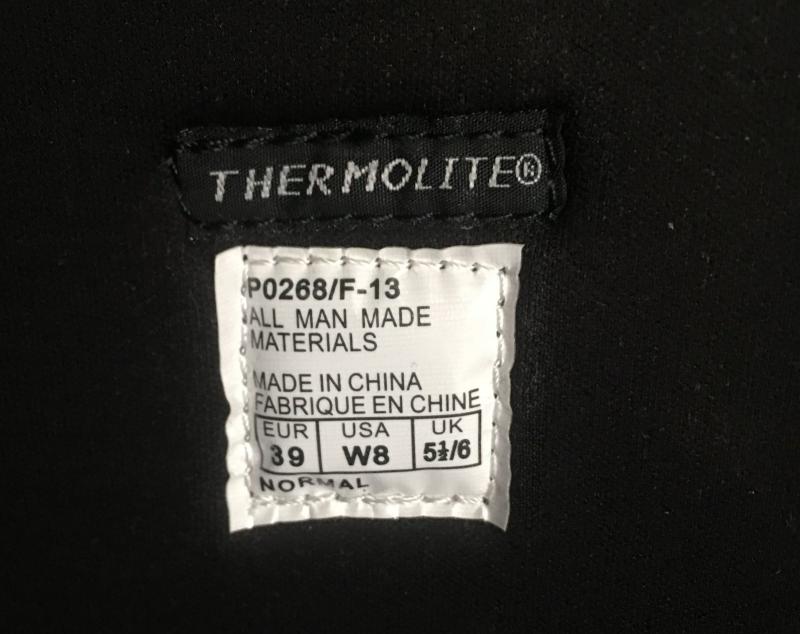 THERMOLITE®
P0268/F-13
ALL MAN MADE
MATERIALS
MADE IN CHINA
FABRIQUE EN CHINE
EUR USA UK
39 W8 5½/6
NORMAL